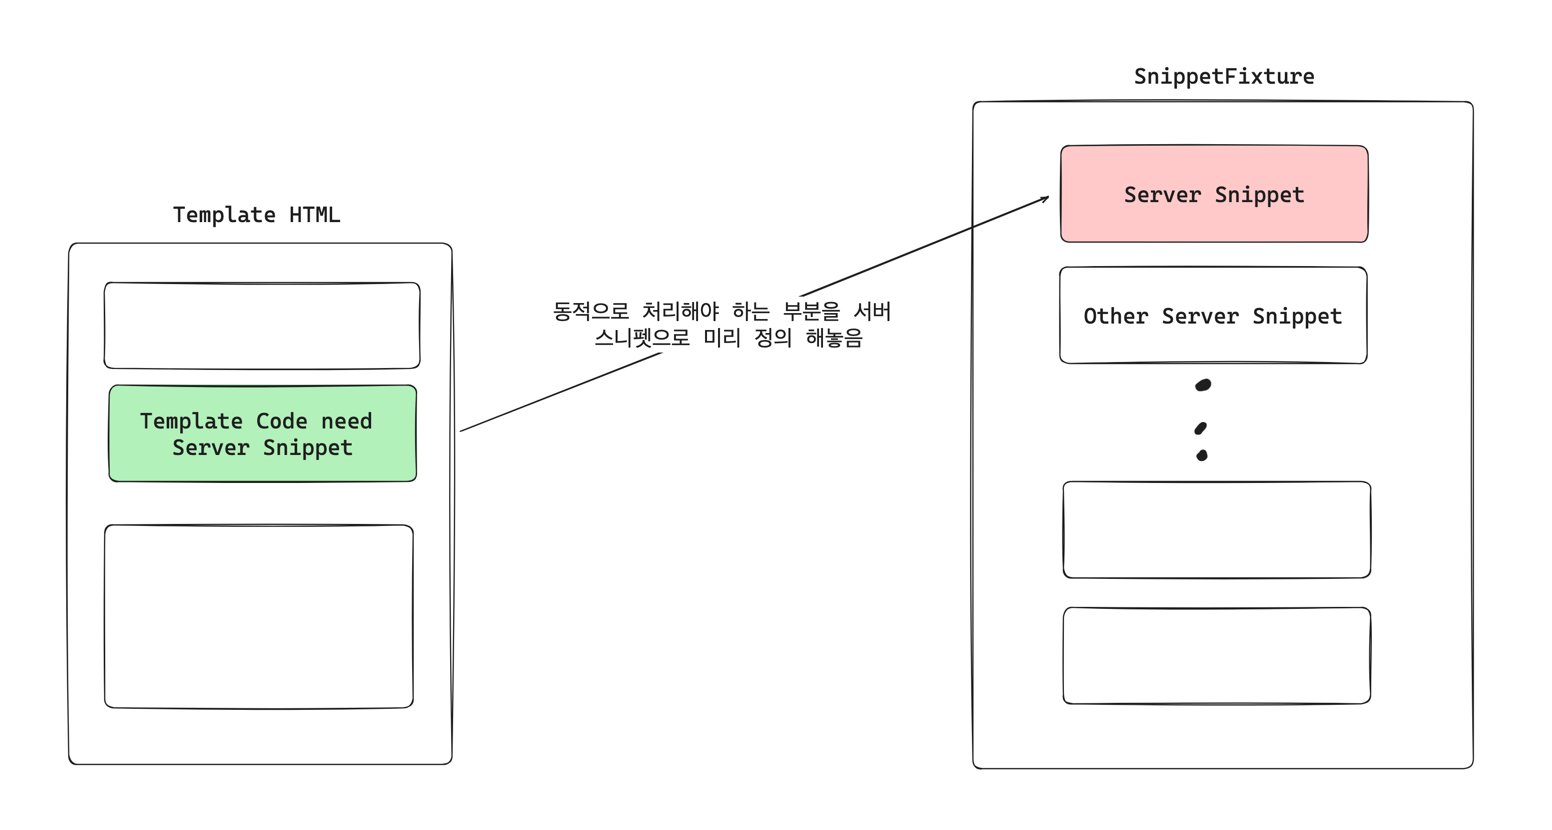 SnippetFixture
Server Snippet
Template HTML
동적으로 처리해야 하는 부분을 서버
스니펫으로 미리 정의 해놓음
Other Server Snippet
Template Code need
Server Snippet